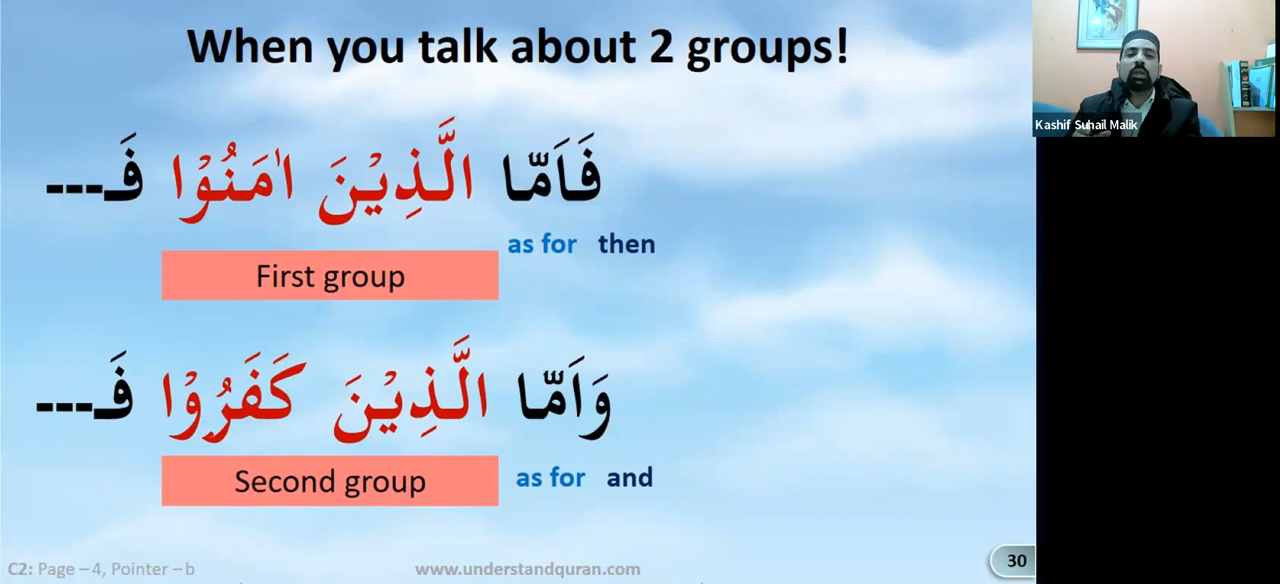 When you talk about 2 groups!
Kashif Suhail Malik
فَاَمَّا الَّذِيْنَ اٰمَنُوْا فَـ---
as for then
First group
وَاَمَّا الَّذِيْنَ كَفَرُوْا فَـ---
as for and
Second group
C2: Page – 4, Pointer – b
www.understandquran.com
30